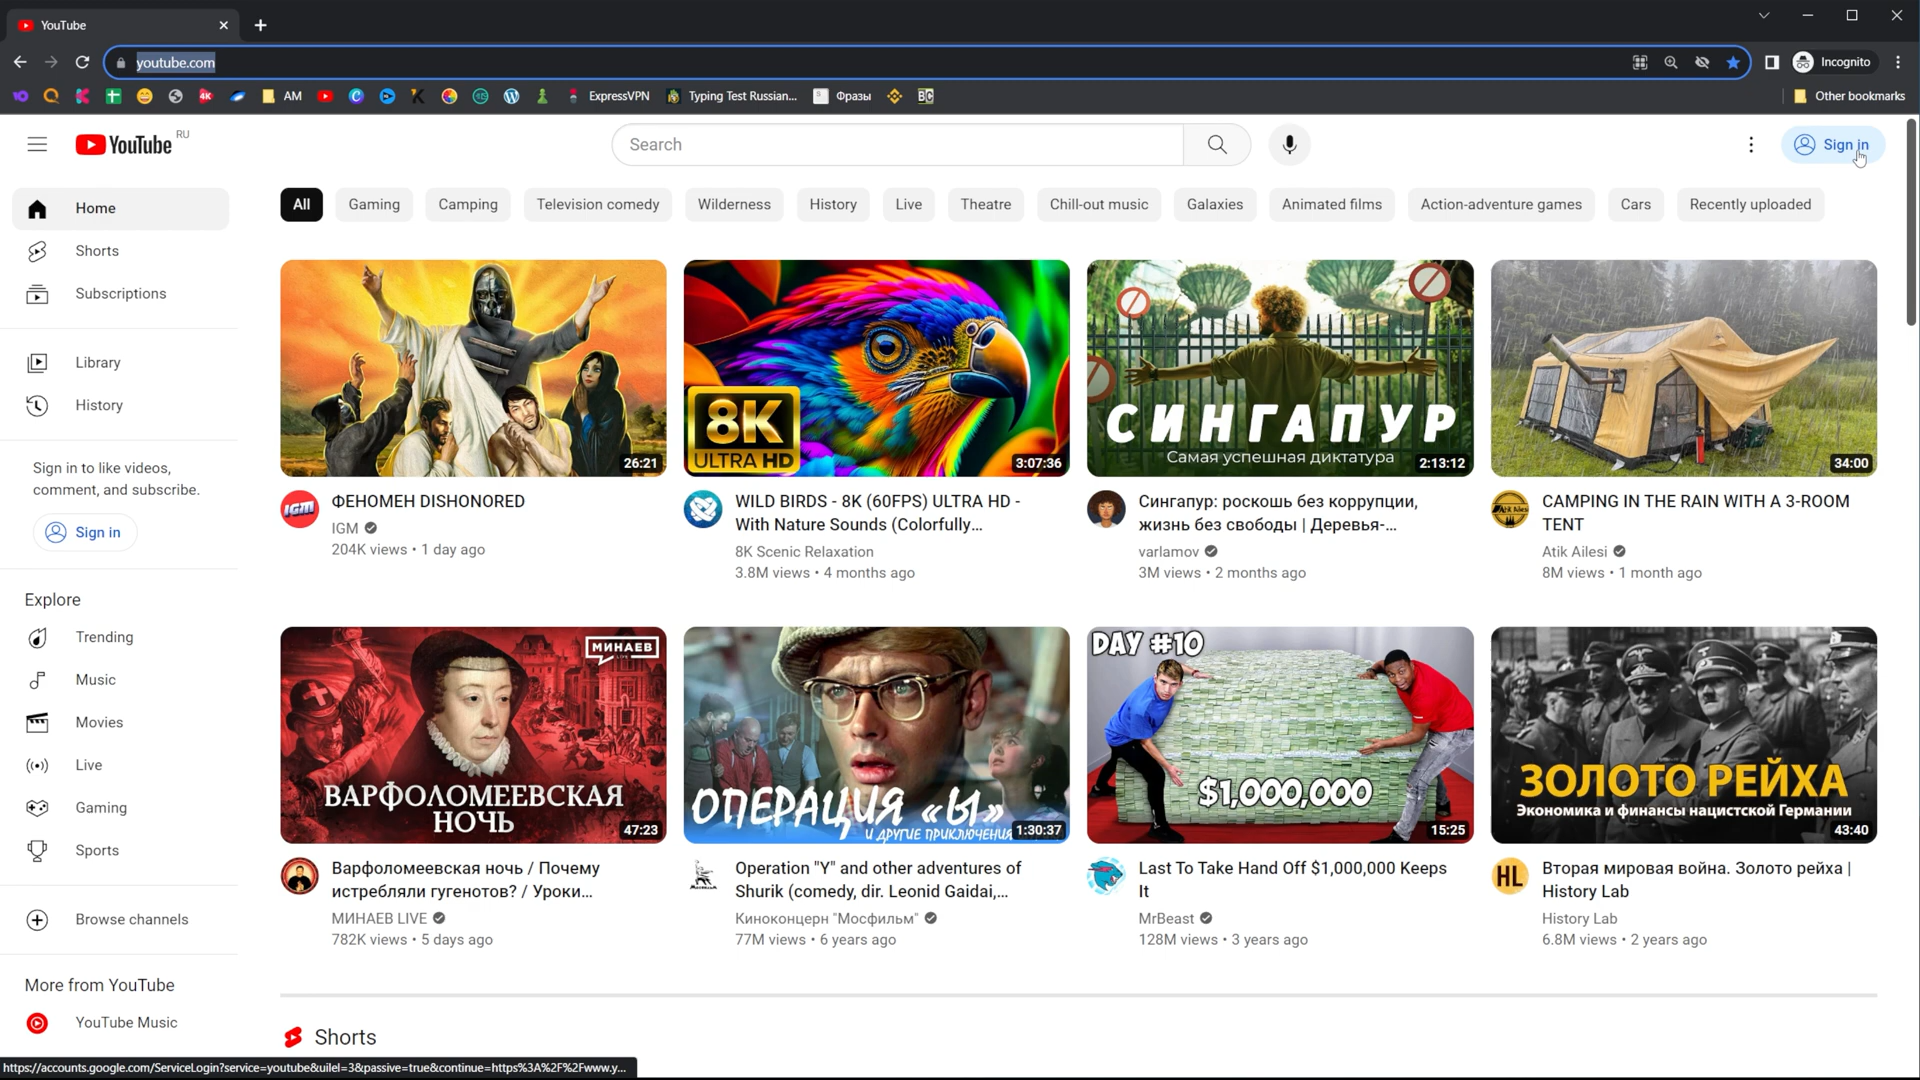 YouTube
youtube.com
Incognito
AM
ExpressVPN
Typing Test Russian...
Фразы
Other bookmarks
YouTube RU
Search
Sign in
Home
Shorts
Subscriptions
Library
History
Sign in to like videos,
comment, and subscribe.
Sign in
Explore
Trending
Music
Movies
Live
Gaming
Sports
Browse channels
More from YouTube
YouTube Music
All
Gaming
Camping
Television comedy
Wilderness
History
Live
Theatre
Chill-out music
Galaxies
Animated films
Action-adventure games
Cars
Recently uploaded
26:21
ФЕНОМЕН DISHONORED
IGM
204K views • 1 day ago
8K
ULTRA HD
3:07:36
WILD BIRDS - 8K (60FPS) ULTRA HD -
With Nature Sounds (Colorfully...
8K Scenic Relaxation
3.8M views • 4 months ago
СИНГАПУР
Самая успешная диктатура
2:13:12
Сингапур: роскошь без коррупции,
жизнь без свободы | Деревья-...
varlamov
3M views • 2 months ago
34:00
CAMPING IN THE RAIN WITH A 3-ROOM
TENT
Atik Ailesi
8M views • 1 month ago
МИНАЕВ
ВАРФОЛОМЕЕВСКАЯ
НОЧЬ
47:23
Варфоломеевская ночь / Почему
истребляли гугенотов? / Уроки...
МИНАЕВ LIVE
782K views • 5 days ago
ОПЕРАЦИЯ «Ы»
И ДРУГИЕ ПРИКЛЮЧЕНИЯ
1:30:37
Operation "Y" and other adventures of
Shurik (comedy, dir. Leonid Gaidai,...
Киноконцерн "Мосфильм"
77M views • 6 years ago
DAY #10
$1,000,000
15:25
Last To Take Hand Off $1,000,000 Keeps
It
MrBeast
128M views • 3 years ago
ЗОЛОТО РЕЙХА
Экономика и финансы нацистской Германии
43:40
HL
Вторая мировая война. Золото рейха |
History Lab
History Lab
6.8M views • 2 years ago
Shorts
https://accounts.google.com/ServiceLogin?service=youtube&uilel=3&passive=true&continue=https%3A%2F%2Fwww.y...